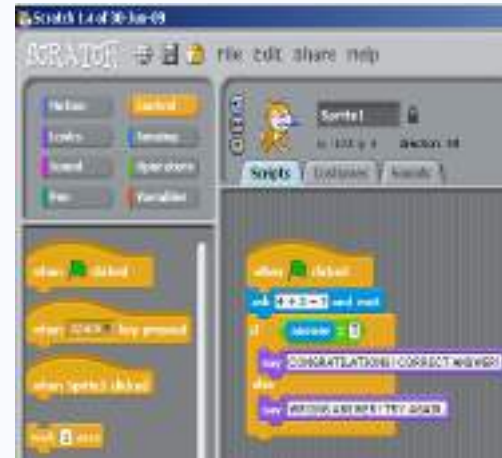 Scratch 1.4 of 30-Jun-09
SCRATCH File Edit Share Help
Motion Control
Looks Sensing
Sound Operators
Pen Variables
Sprite1
direction:
Scripts Costumes Sounds
when clicked
when key pressed
when Sprite1 clicked
wait 1 secs
when clicked
ask and wait
if answer =
say CONGRATULATIONS! CORRECT ANSWER!
else
say WRONG ANSWER! TRY AGAIN